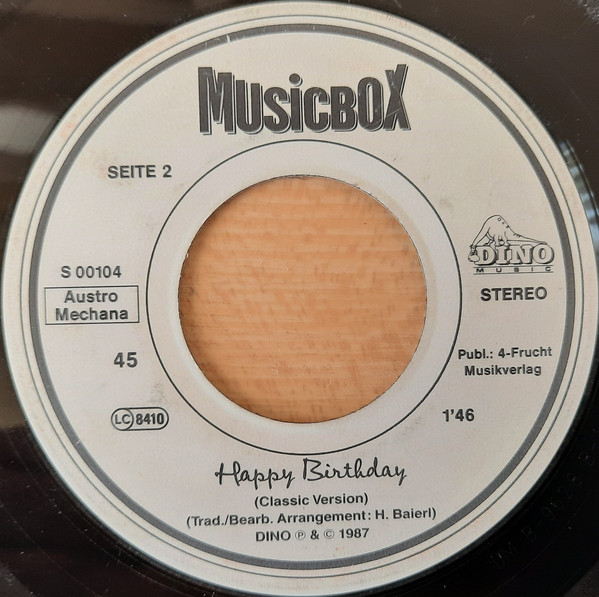 MUSICBOX
SEITE 2
DINO
MUSIC
S 00104
Austro
Mechana
STEREO
45
Publ.: 4-Frucht
Musikverlag
LC 8410
1'46
Happy Birthday
(Classic Version)
(Trad./Bearb. Arrangement: H. Baierl)
DINO ℗ & © 1987